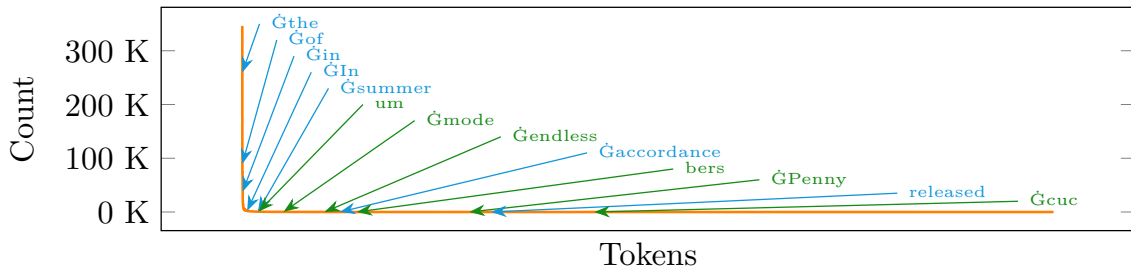 Ġthe
Ġof
Ġin
ĠIn
Ġsummer
um
Ġmode
Ġendless
Ġaccordance
bers
ĠPenny
released
Ġcuc
300 K
200 K
100 K
0 K
Count
Tokens